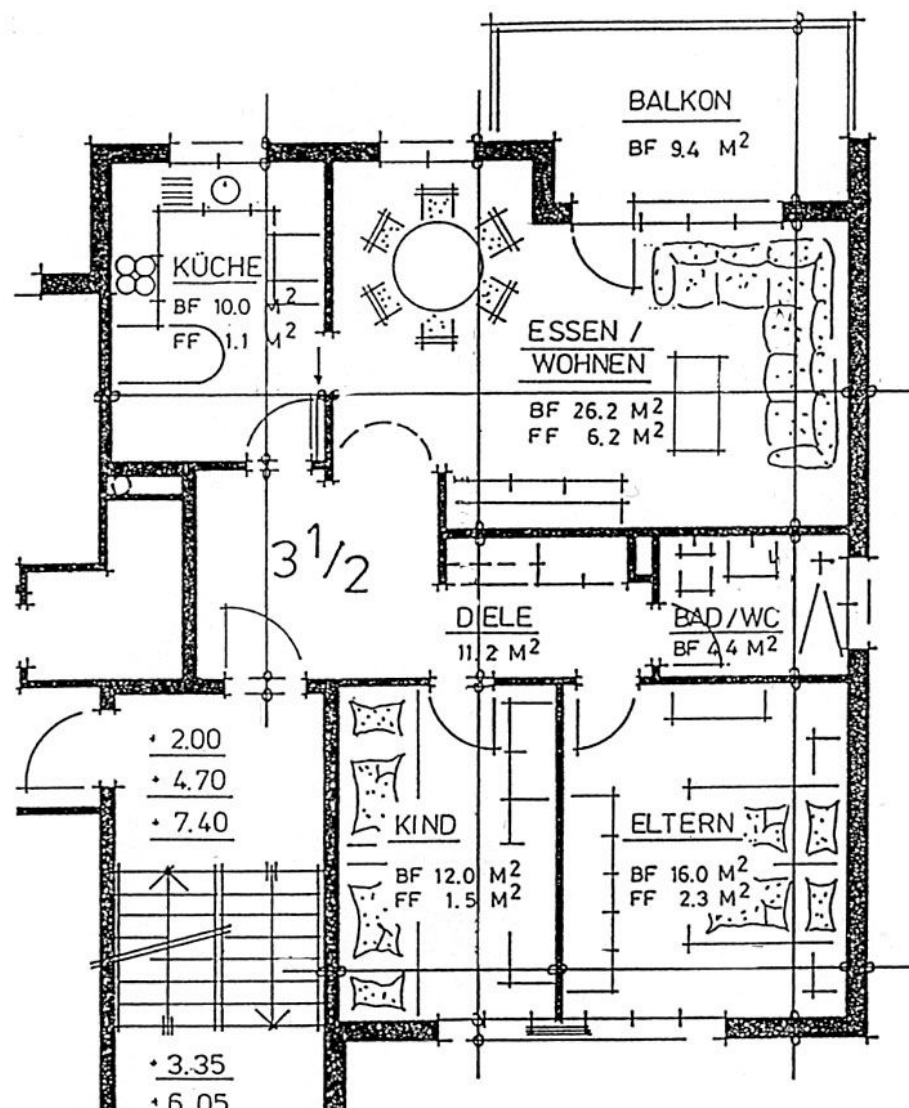 BALKON
BF 9.4 M²
KÜCHE
BF 10.0 M²
FF 1.1 M²
ESSEN /
WOHNEN
BF 26.2 M²
FF 6.2 M²
3 1/2
DIELE
11.2 M²
BAD/WC
BF 4.4 M²
+ 2.00
+ 4.70
+ 7.40
KIND
BF 12.0 M²
FF 1.5 M²
ELTERN
BF 16.0 M²
FF 2.3 M²
+ 3.35
+ 6.05